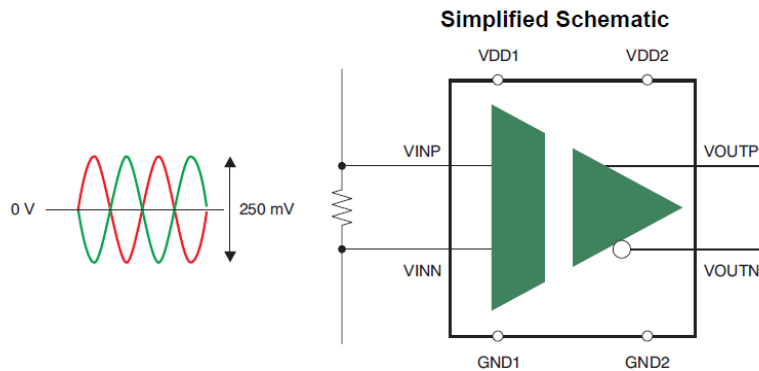 Simplified Schematic
VDD1
VDD2
VINP
VOUTP
0 V
250 mV
VINN
VOUTN
GND1
GND2